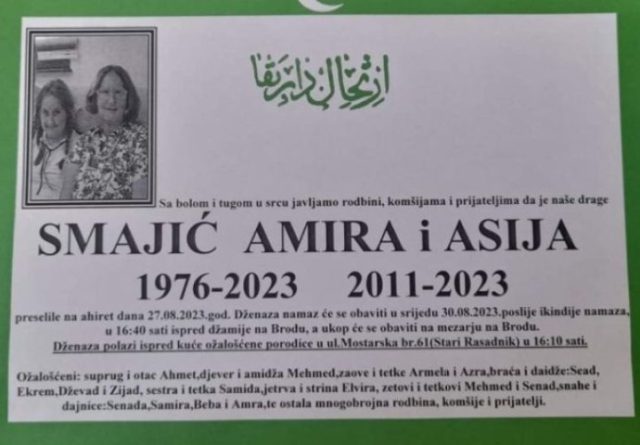 ارتحال دار بقا
Sa bolom i tugom u srcu javljamo rodbini, komšijama i prijateljima da je naše drage
SMAJIĆ AMIRA i ASIJA
1976-2023 2011-2023
preselile na ahiret dana 27.08.2023.god. Dženaza namaz će se obaviti u srijedu 30.08.2023.poslije ikindije namaza,
u 16:40 sati ispred džamije na Brodu, a ukop će se obaviti na mezarju na Brodu.
Dženaza polazi ispred kuće ožalošćene porodice u ul.Mostarska br.61(Stari Rasadnik) u 16:10 sati.
Ožalošćeni: suprug i otac Ahmet,djever i amidža Mehmed,zaove i tetke Armela i Azra,braća i daidže:Sead,
Ekrem,Dževad i Zijad, sestra i tetka Samida,jetrva i strina Elvira, zetovi i tetkovi Mehmed i Senad,snahe i
dajnice:Senada,Samira,Beba i Amra,te ostala mnogobrojna rodbina, komšije i prijatelji.